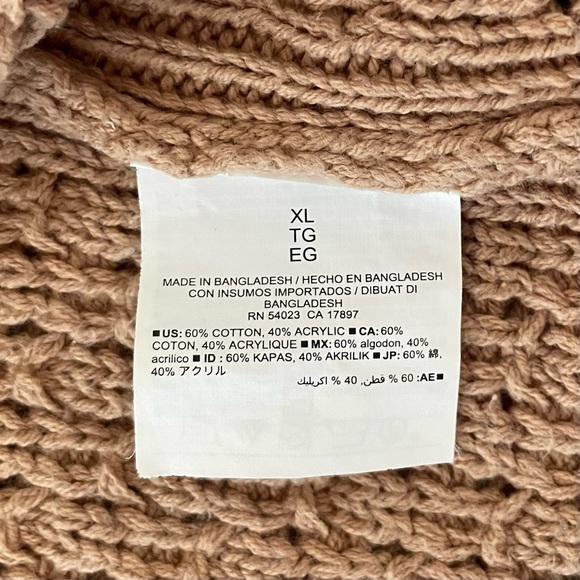 XL
TG
EG
MADE IN BANGLADESH / HECHO EN BANGLADESH
CON INSUMOS IMPORTADOS / DIBUAT DI
BANGLADESH
RN 54023 CA 17897
■US: 60% COTTON, 40% ACRYLIC ■ CA:60%
COTON, 40% ACRYLIQUE ■ MX: 60% algodon, 40%
acrilico ■ ID : 60% KAPAS, 40% AKRILIK ■ JP: 60% 綿,
40% アクリル
■AE: 60 % قطن, 40 % اكريليك